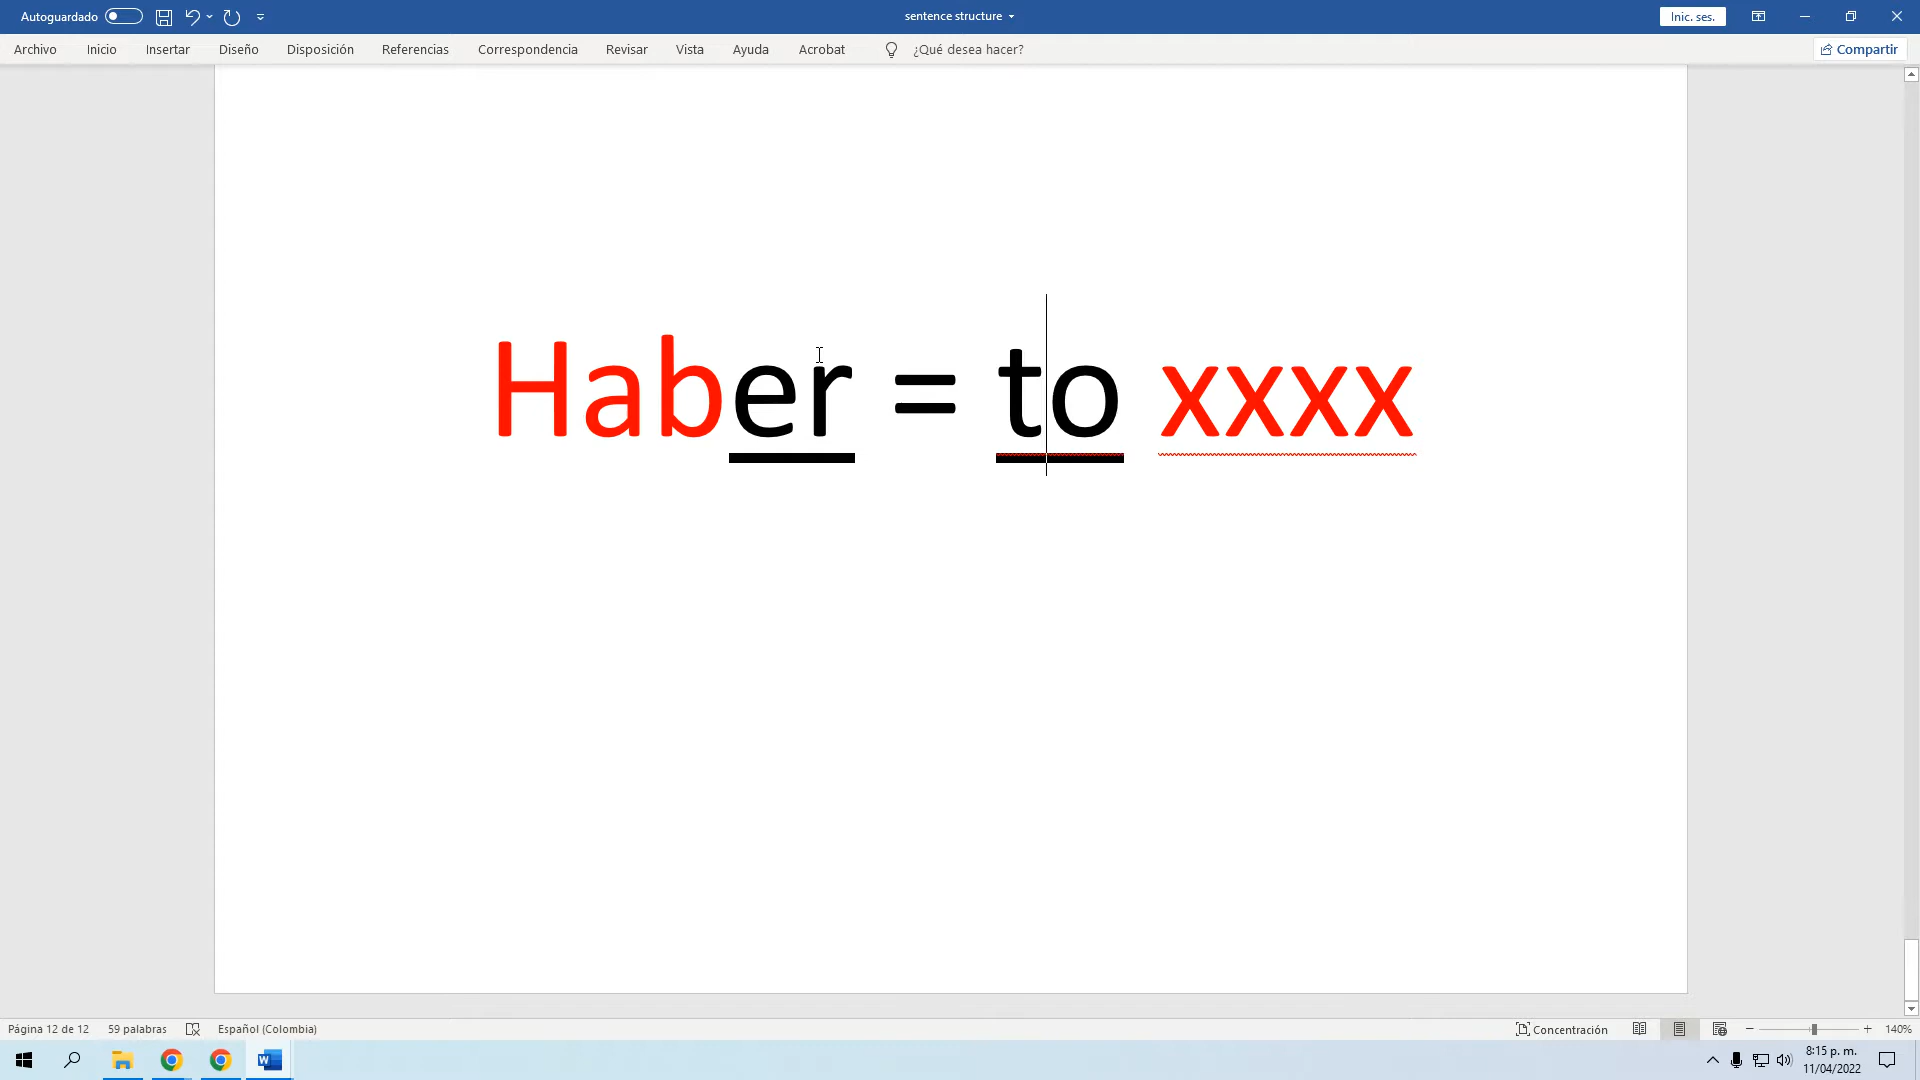 Autoguardado
sentence structure
Inic. ses.
Archivo Inicio Insertar Diseño Disposición Referencias Correspondencia Revisar Vista Ayuda Acrobat ¿Qué desea hacer? Compartir
Haber = to xxxx
Página 12 de 12 59 palabras Español (Colombia) Concentración 140%
8:15 p. m.
11/04/2022